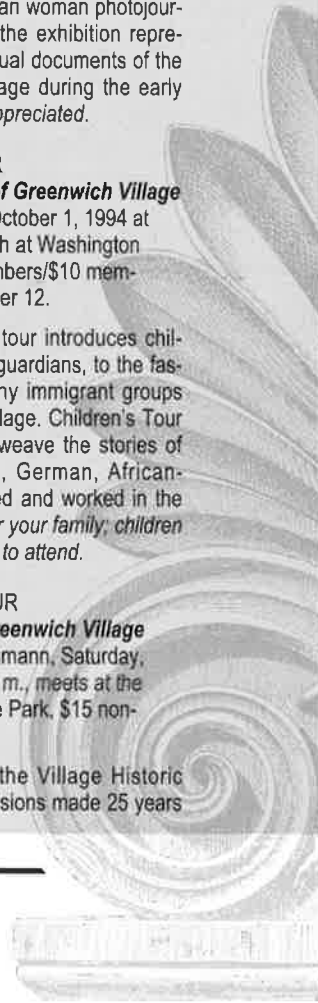 an woman photojour-
the exhibition repre-
ual documents of the
age during the early
ppreciated.
R
of Greenwich Village
October 1, 1994 at
h at Washington
nbers/$10 mem-
er 12.
tour introduces chil-
guardians, to the fas-
ny immigrant groups
lage. Children's Tour
weave the stories of
, German, African-
ed and worked in the
r your family; children
to attend.
UR
eenwich Village
mann, Saturday,
m., meets at the
e Park, $15 non-
the Village Historic
sions made 25 years